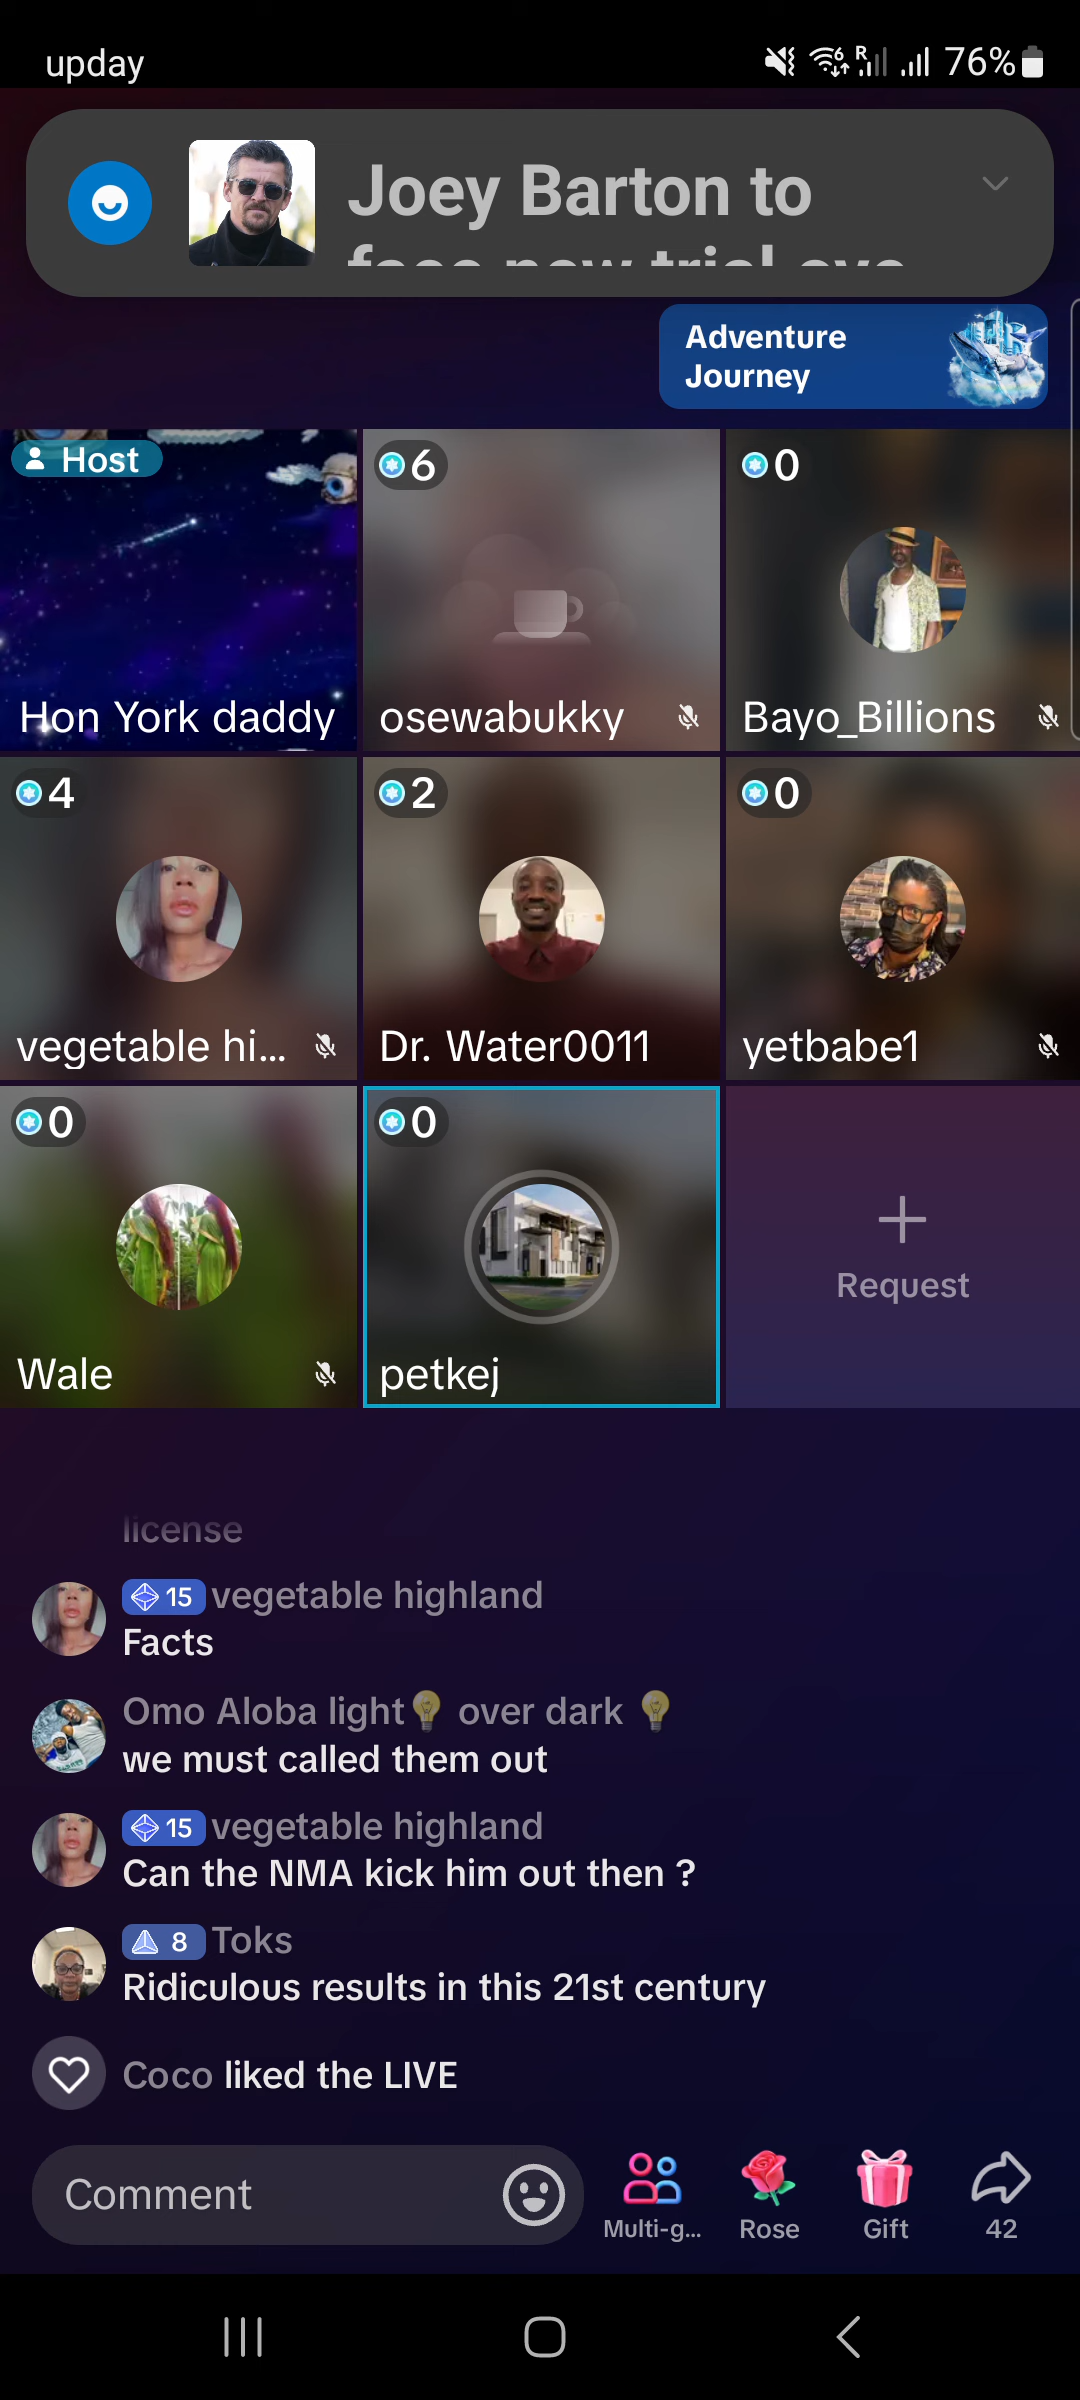 upday
76%
Joey Barton to
Adventure
Journey
Host
6
0
Hon York daddy
osewabukky
Bayo_Billions
4
2
0
vegetable hi...
Dr. Water0011
yetbabe1
0
0
Wale
petkej
Request
license
15 vegetable highland
Facts
Omo Aloba light💡 over dark 💡
we must called them out
15 vegetable highland
Can the NMA kick him out then ?
8 Toks
Ridiculous results in this 21st century
Coco liked the LIVE
Comment
Multi-g...
Rose
Gift
42